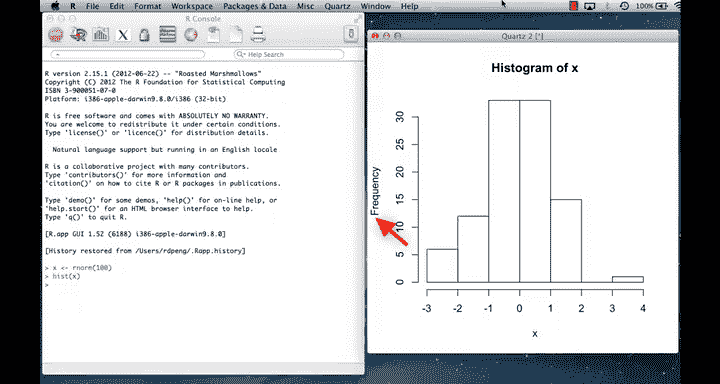 R File Edit Format Workspace Packages & Data Misc Quartz Window Help 100%
R Console
Help Search
R version 2.15.1 (2012-06-22) -- "Roasted Marshmallows"
Copyright (C) 2012 The R Foundation for Statistical Computing
ISBN 3-900051-07-0
Platform: i386-apple-darwin9.8.0/i386 (32-bit)
R is free software and comes with ABSOLUTELY NO WARRANTY.
You are welcome to redistribute it under certain conditions.
Type 'license()' or 'licence()' for distribution details.
Natural language support but running in an English locale
R is a collaborative project with many contributors.
Type 'contributors()' for more information and
'citation()' on how to cite R or R packages in publications.
Type 'demo()' for some demos, 'help()' for on-line help, or
'help.start()' for an HTML browser interface to help.
Type 'q()' to quit R.
[R.app GUI 1.52 (6188) i386-apple-darwin9.8.0]
[History restored from /Users/rdpeng/.Rapp.history]
> x <- rnorm(100)
> hist(x)
>
Quartz 2 [*]
Histogram of x
Frequency
30
25
20
15
10
5
0
-3 -2 -1 0 1 2 3 4
x